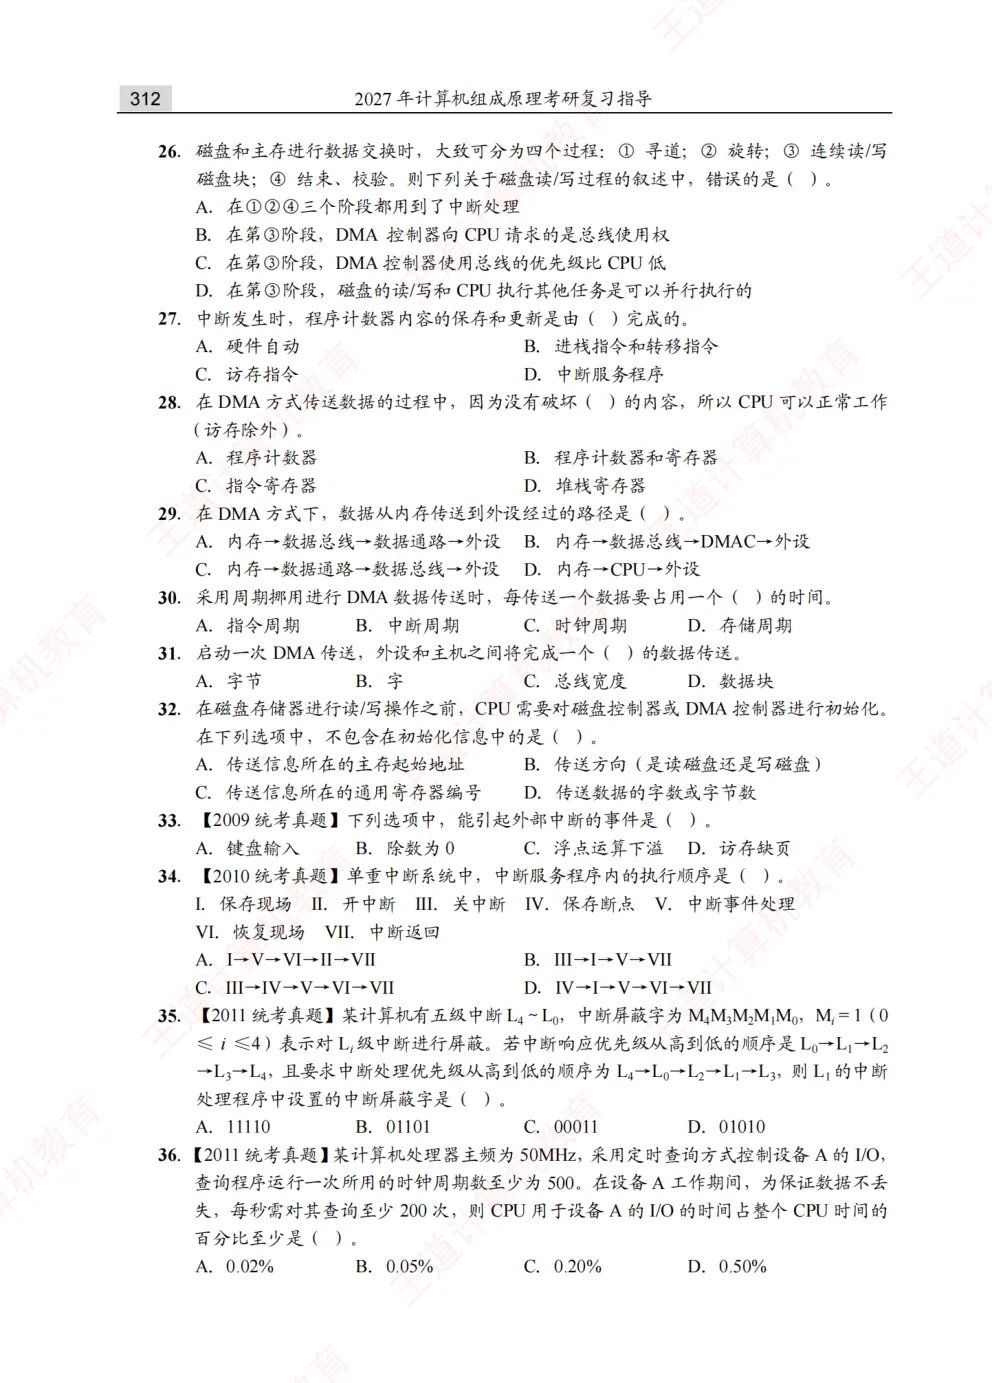 312
2027 年计算机组成原理考研复习指导
26. 磁盘和主存进行数据交换时，大致可分为四个过程：① 寻道；② 旋转；③ 连续读/写
磁盘块；④ 结束、校验。则下列关于磁盘读/写过程的叙述中，错误的是（ ）。
A. 在①②④三个阶段都用到了中断处理
B. 在第③阶段，DMA 控制器向 CPU 请求的是总线使用权
C. 在第③阶段，DMA 控制器使用总线的优先级比 CPU 低
D. 在第③阶段，磁盘的读/写和 CPU 执行其他任务是可以并行执行的
27. 中断发生时，程序计数器内容的保存和更新是由（ ）完成的。
A. 硬件自动 B. 进栈指令和转移指令
C. 访存指令 D. 中断服务程序
28. 在 DMA 方式传送数据的过程中，因为没有破坏（ ）的内容，所以 CPU 可以正常工作
（访存除外）。
A. 程序计数器 B. 程序计数器和寄存器
C. 指令寄存器 D. 堆栈寄存器
29. 在 DMA 方式下，数据从内存传送到外设经过的路径是（ ）。
A. 内存→数据总线→数据通路→外设 B. 内存→数据总线→DMAC→外设
C. 内存→数据通路→数据总线→外设 D. 内存→CPU→外设
30. 采用周期挪用进行 DMA 数据传送时，每传送一个数据要占用一个（ ）的时间。
A. 指令周期 B. 中断周期 C. 时钟周期 D. 存储周期
31. 启动一次 DMA 传送，外设和主机之间将完成一个（ ）的数据传送。
A. 字节 B. 字 C. 总线宽度 D. 数据块
32. 在磁盘存储器进行读/写操作之前，CPU 需要对磁盘控制器或 DMA 控制器进行初始化。
在下列选项中，不包含在初始化信息中的是（ ）。
A. 传送信息所在的主存起始地址 B. 传送方向（是读磁盘还是写磁盘）
C. 传送信息所在的通用寄存器编号 D. 传送数据的字数或字节数
33. 【2009 统考真题】下列选项中，能引起外部中断的事件是（ ）。
A. 键盘输入 B. 除数为 0 C. 浮点运算下溢 D. 访存缺页
34. 【2010 统考真题】单重中断系统中，中断服务程序内的执行顺序是（ ）。
I. 保存现场 II. 开中断 III. 关中断 IV. 保存断点 V. 中断事件处理
VI. 恢复现场 VII. 中断返回
A. I→V→VI→II→VII B. III→I→V→VII
C. III→IV→V→VI→VII D. IV→I→V→VI→VII
35. 【2011 统考真题】某计算机有五级中断 L₄～L₀，中断屏蔽字为 M₄M₃M₂M₁M₀，Mᵢ = 1（0
≤ i ≤4）表示对 Lᵢ 级中断进行屏蔽。若中断响应优先级从高到低的顺序是 L₀→L₁→L₂
→L₃→L₄，且要求中断处理优先级从高到低的顺序为 L₄→L₀→L₂→L₁→L₃，则 L₁ 的中断
处理程序中设置的中断屏蔽字是（ ）。
A. 11110 B. 01101 C. 00011 D. 01010
36. 【2011 统考真题】某计算机处理器主频为 50MHz，采用定时查询方式控制设备 A 的 I/O，
查询程序运行一次所用的时钟周期数至少为 500。在设备 A 工作期间，为保证数据不丢
失，每秒需对其查询至少 200 次，则 CPU 用于设备 A 的 I/O 的时间占整个 CPU 时间的
百分比至少是（ ）。
A. 0.02% B. 0.05% C. 0.20% D. 0.50%